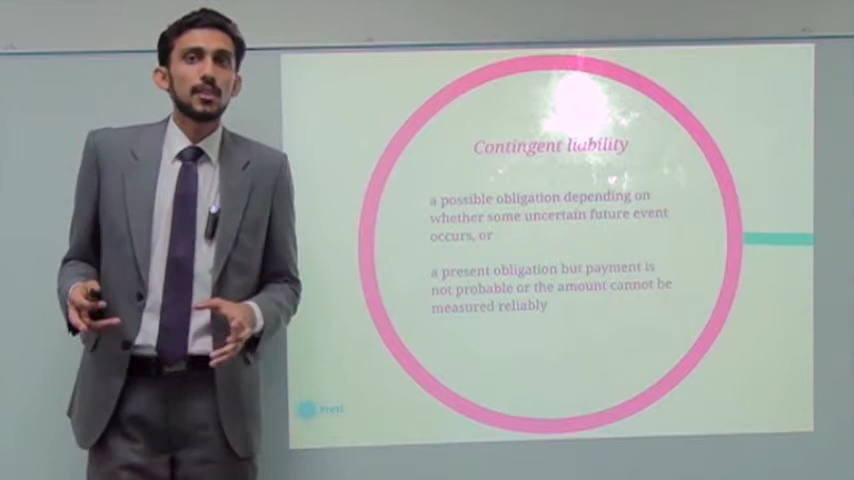 Contingent liability
a possible obligation depending on
whether some uncertain future event
occurs, or
a present obligation but payment is
not probable or the amount cannot be
measured reliably
Prezi